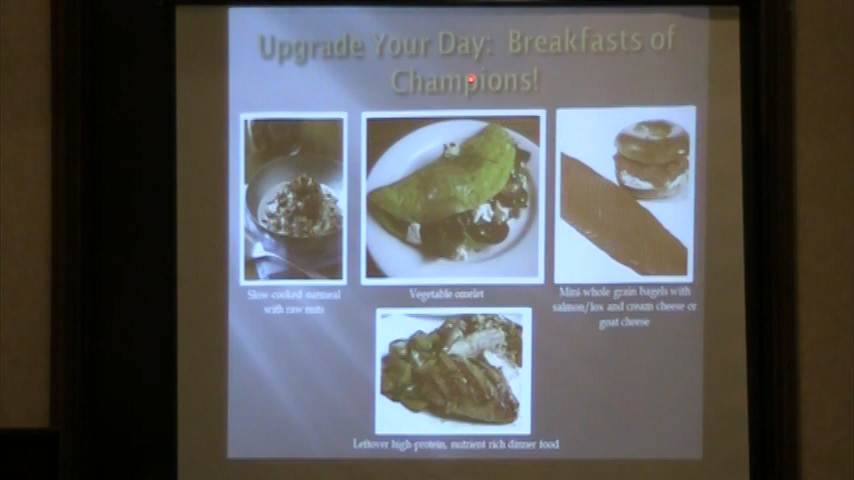 Upgrade Your Day: Breakfasts of
Champions!
Slow-cooked oatmeal
with raw nuts
Vegetable omelet
Mini whole grain bagels with
salmon/lox and cream cheese or
goat cheese
Leftover high-protein, nutrient rich dinner food